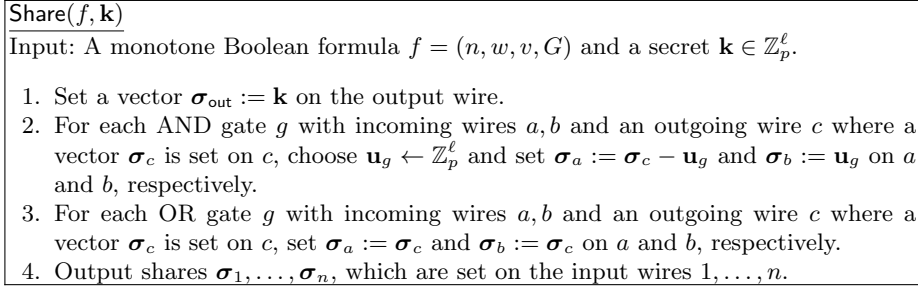 Share(f, k)
Input: A monotone Boolean formula f = (n, w, v, G) and a secret k ∈ ℤ_p^ℓ.
1. Set a vector σ_out := k on the output wire.
2. For each AND gate g with incoming wires a, b and an outgoing wire c where a
vector σ_c is set on c, choose u_g ← ℤ_p^ℓ and set σ_a := σ_c − u_g and σ_b := u_g on a
and b, respectively.
3. For each OR gate g with incoming wires a, b and an outgoing wire c where a
vector σ_c is set on c, set σ_a := σ_c and σ_b := σ_c on a and b, respectively.
4. Output shares σ_1, . . . , σ_n, which are set on the input wires 1, . . . , n.